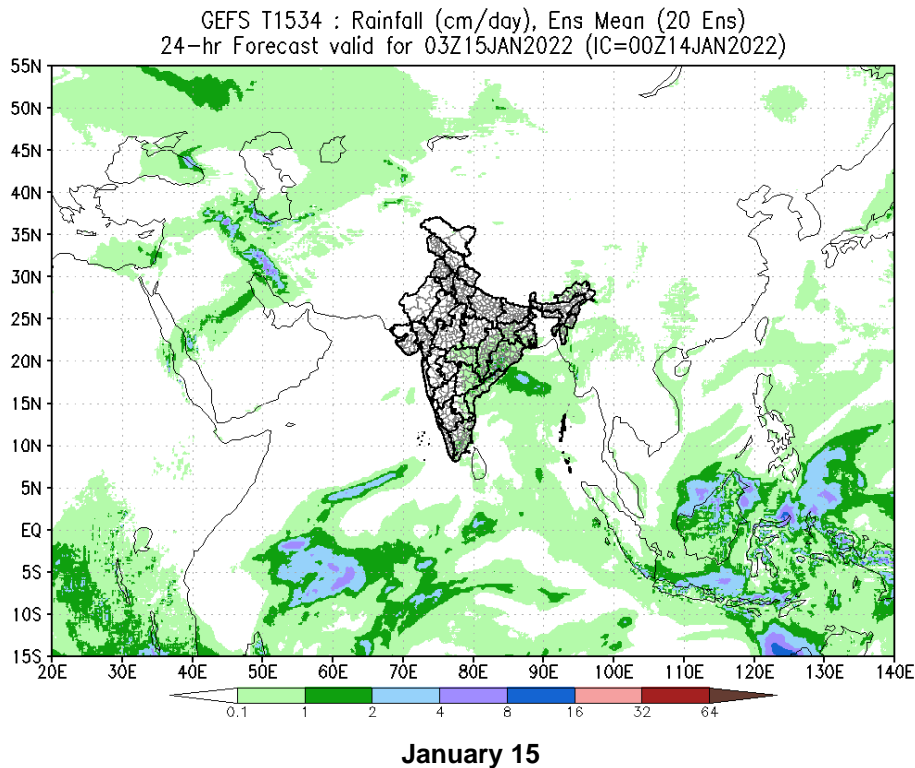 GEFS T1534 : Rainfall (cm/day), Ens Mean (20 Ens)
24-hr Forecast valid for 03Z15JAN2022 (IC=00Z14JAN2022)
55N
50N
45N
40N
35N
30N
25N
20N
15N
10N
5N
EQ
5S
10S
15S
20E 30E 40E 50E 60E 70E 80E 90E 100E 110E 120E 130E 140E
0.1 1 2 4 8 16 32 64
January 15